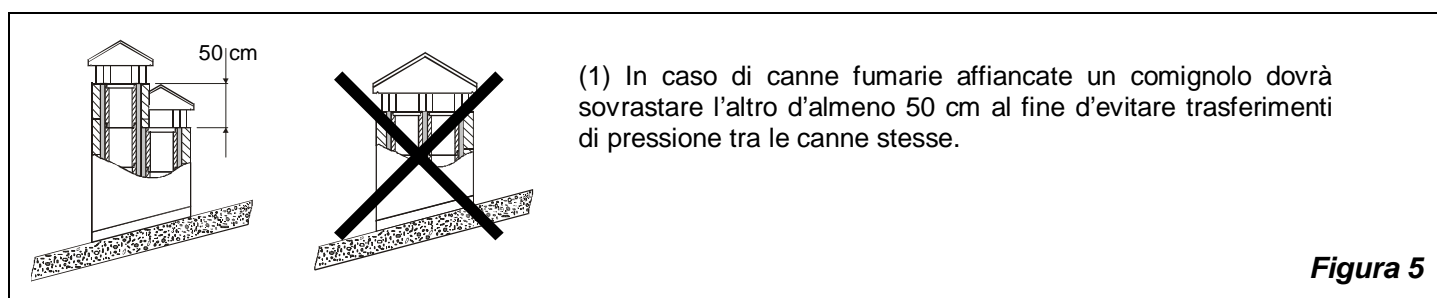 50 cm
(1) In caso di canne fumarie affiancate un comignolo dovrà
sovrastare l'altro d'almeno 50 cm al fine d'evitare trasferimenti
di pressione tra le canne stesse.
Figura 5